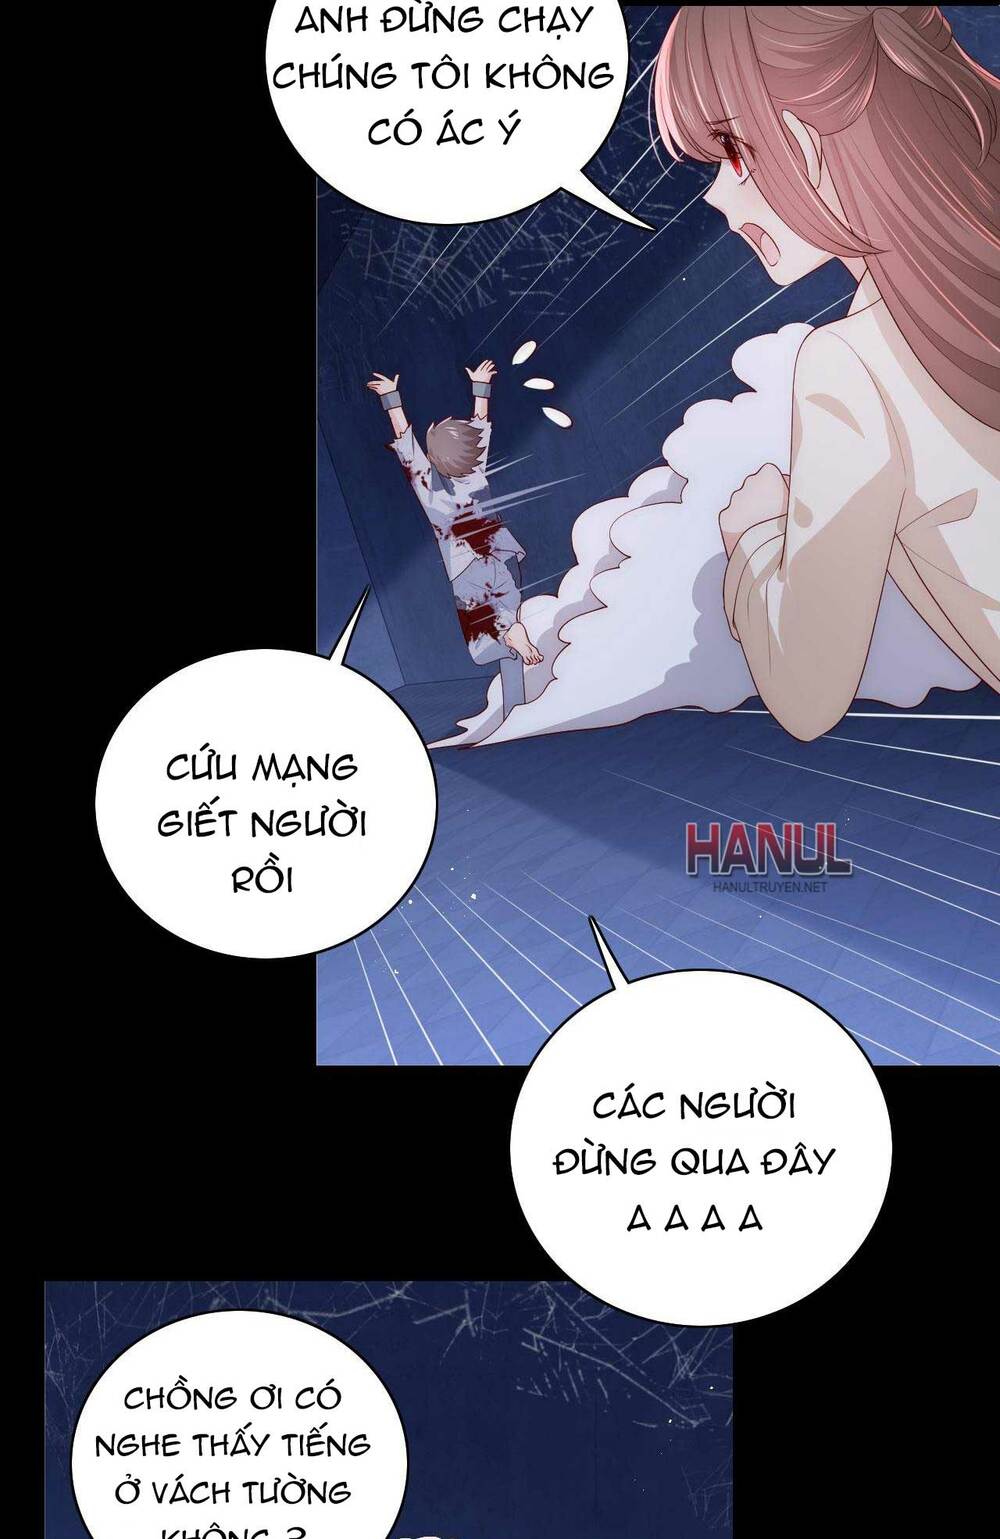 ANH ĐỪNG CHẠY
CHÚNG TÔI KHÔNG
CÓ ÁC Ý
CỨU MẠNG
GIẾT NGƯỜI
RỒI
HANUL
HANULTRUYEN.NET
CÁC NGƯỜI
ĐỪNG QUA ĐÂY
A A A A
CHỒNG ƠI CÓ
NGHE THẤY TIẾNG
Ở VÁCH TƯỜNG
KHÔNG ?